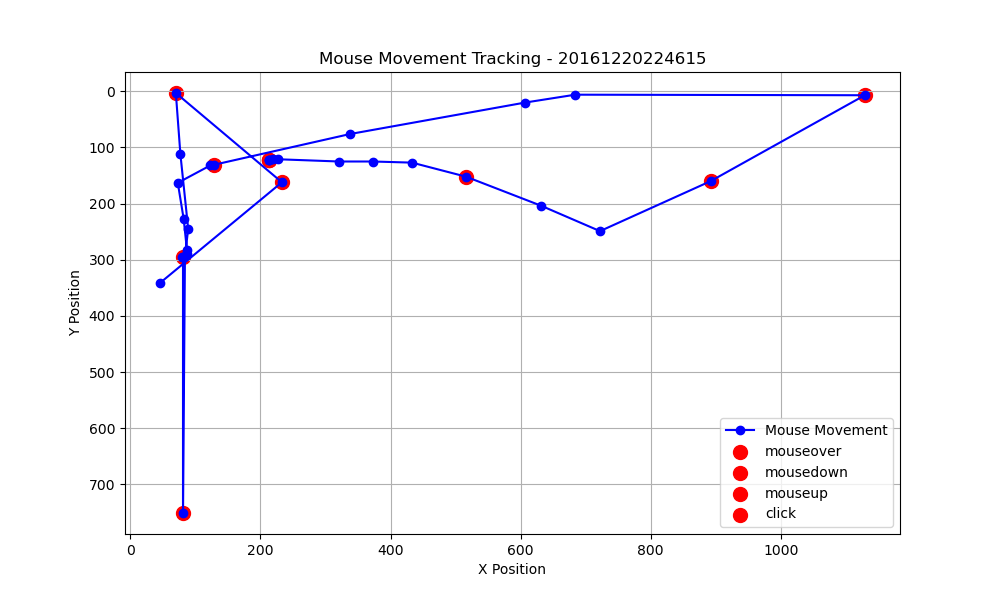 Mouse Movement Tracking - 20161220224615
0
100
200
300
400
500
600
700
Y Position
Mouse Movement
mouseover
mousedown
mouseup
click
0 200 400 600 800 1000
X Position